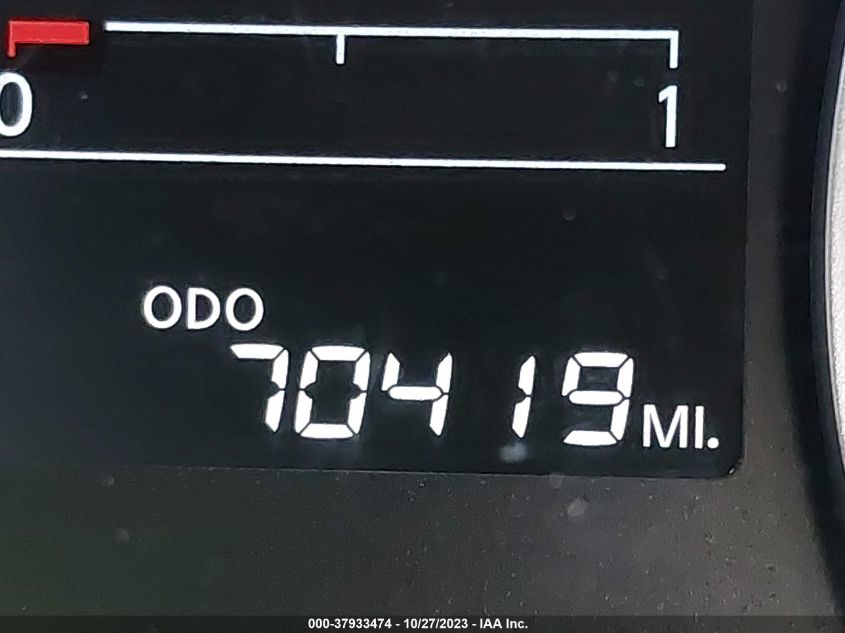 0 1
ODO
70419 MI.
000-37933474 - 10/27/2023 - IAA Inc.